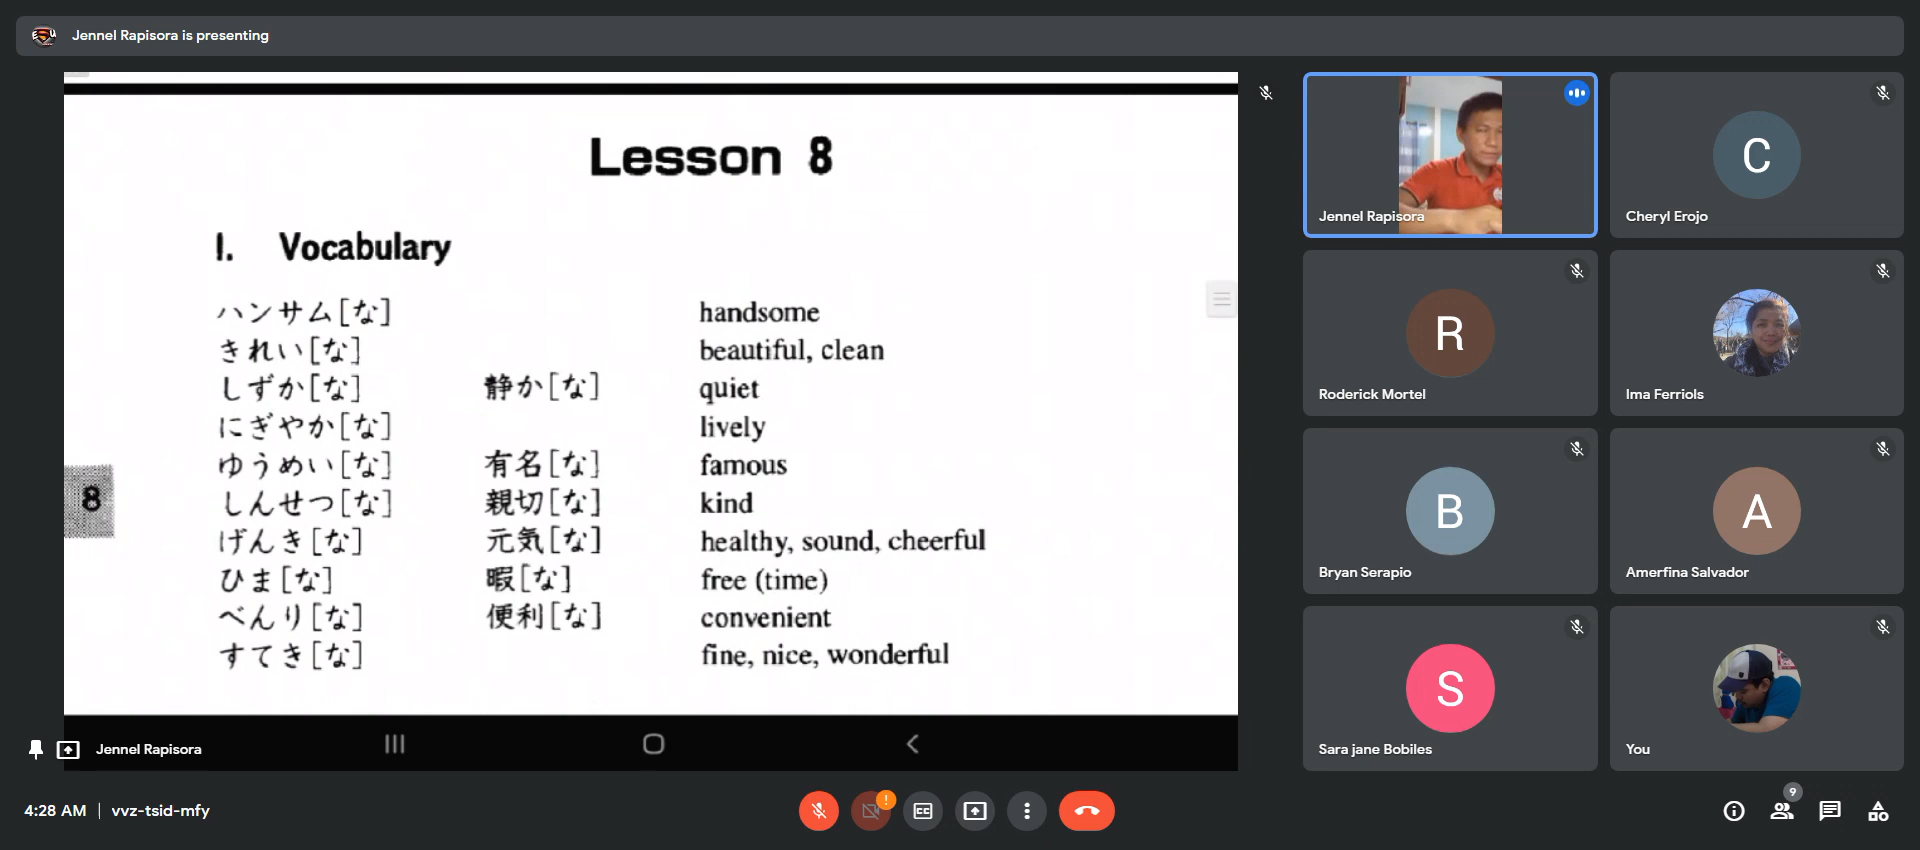 Jennel Rapisora is presenting
Lesson 8
I. Vocabulary
ハンサム[な] handsome
きれい[な] beautiful, clean
しずか[な] 静か[な] quiet
にぎやか[な] lively
ゆうめい[な] 有名[な] famous
しんせつ[な] 親切[な] kind
げんき[な] 元気[な] healthy, sound, cheerful
ひま[な] 暇[な] free (time)
べんり[な] 便利[な] convenient
すてき[な] fine, nice, wonderful
8
Jennel Rapisora
Jennel Rapisora
C
Cheryl Erojo
R
Roderick Mortel
Ima Ferriols
B
Bryan Serapio
A
Amerfina Salvador
S
Sara jane Bobiles
You
4:28 AM | vvz-tsid-mfy
!
CC
9